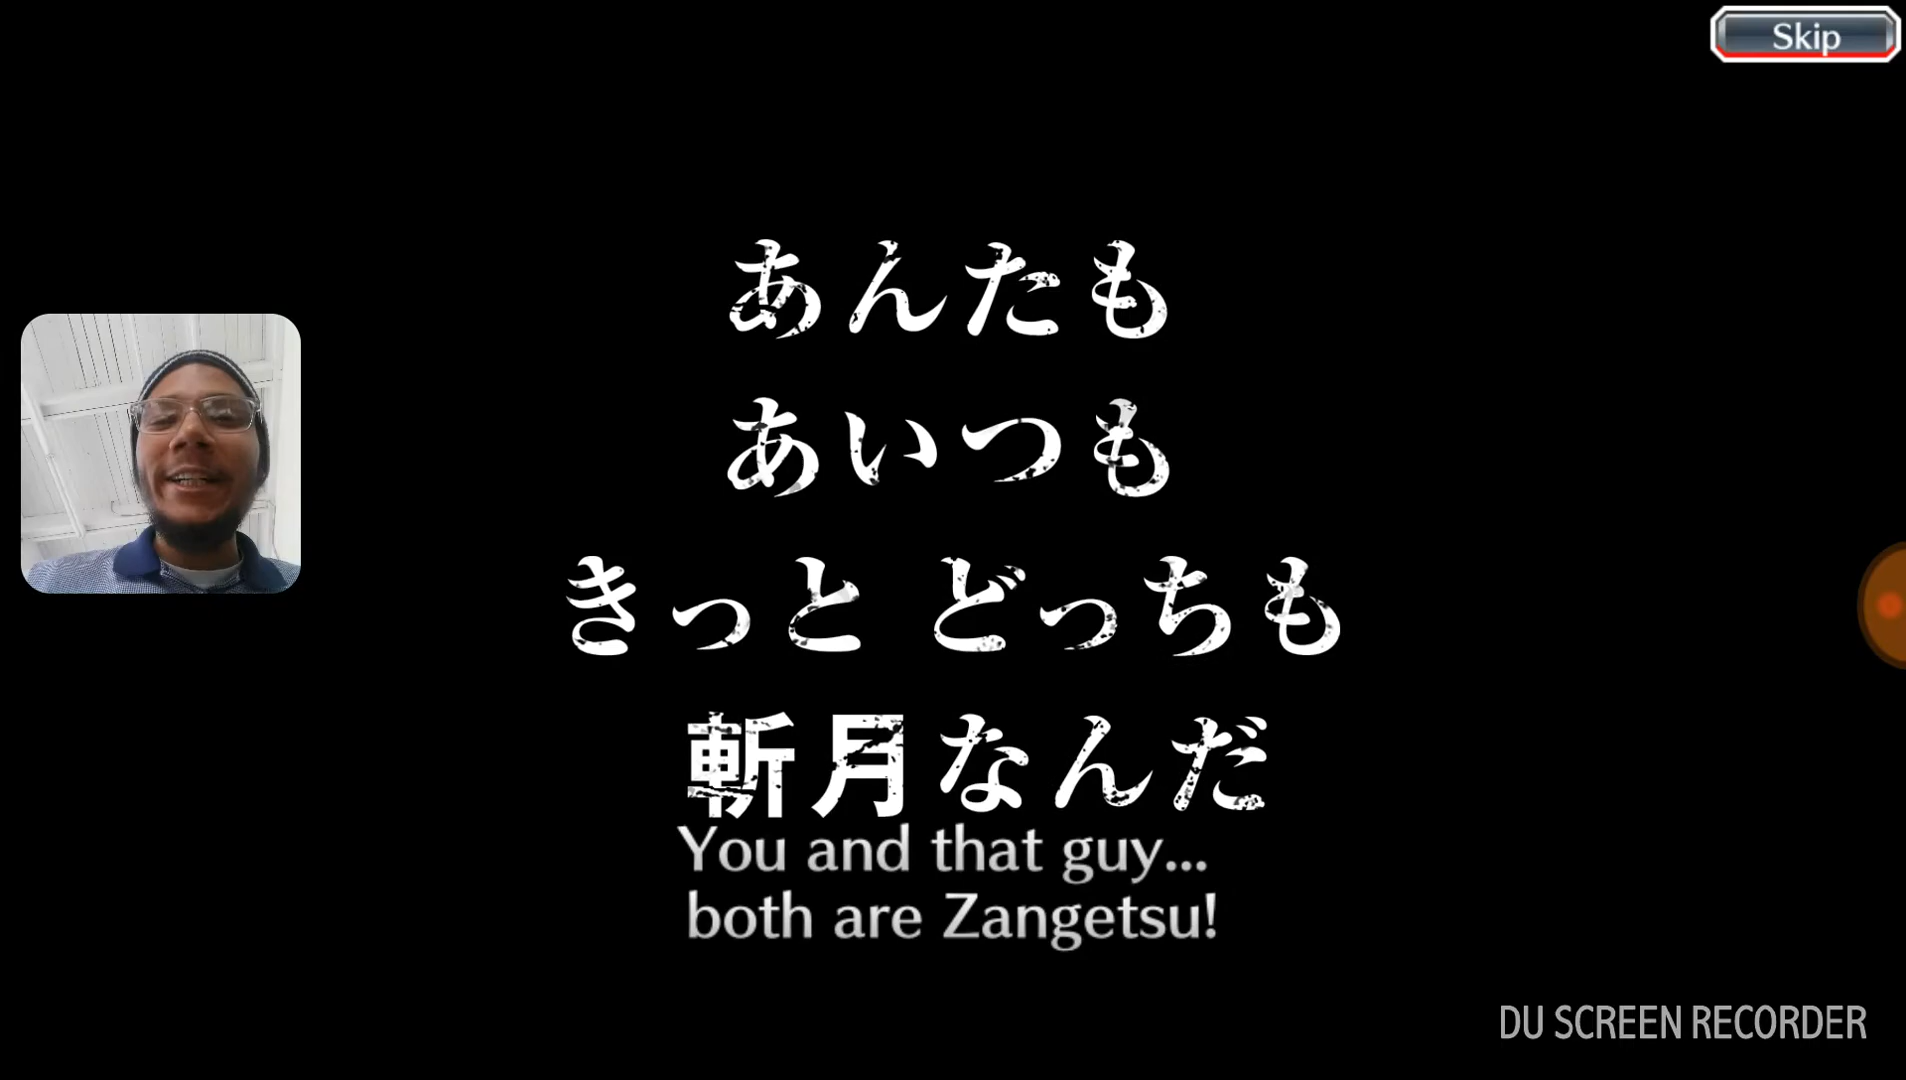 Skip
あんたも
あいつも
きっと どっちも
斬月なんだ
You and that guy...
both are Zangetsu!
DU SCREEN RECORDER